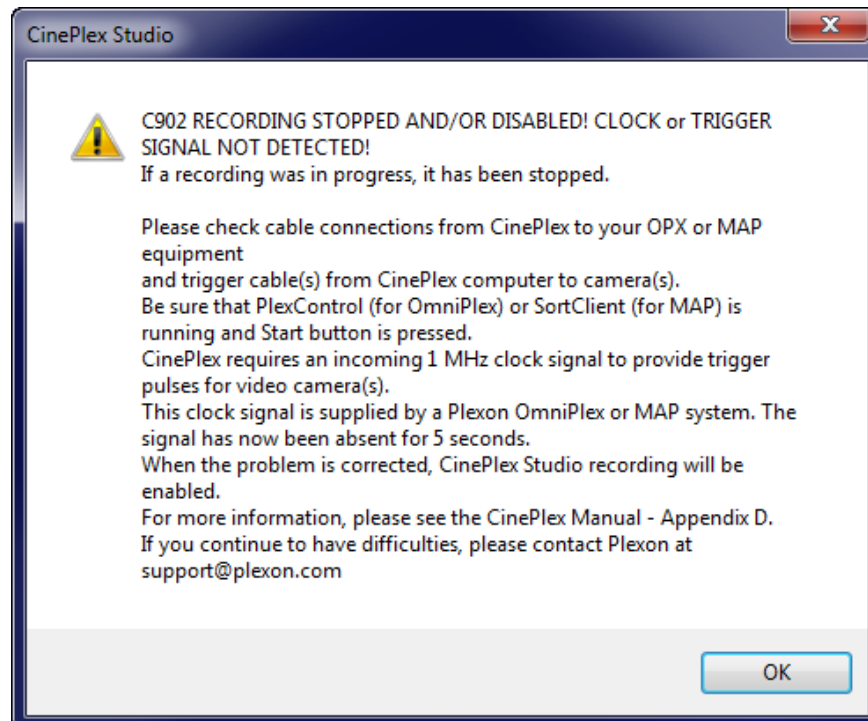 CinePlex Studio
C902 RECORDING STOPPED AND/OR DISABLED! CLOCK or TRIGGER
SIGNAL NOT DETECTED!
If a recording was in progress, it has been stopped.
Please check cable connections from CinePlex to your OPX or MAP
equipment
and trigger cable(s) from CinePlex computer to camera(s).
Be sure that PlexControl (for OmniPlex) or SortClient (for MAP) is
running and Start button is pressed.
CinePlex requires an incoming 1 MHz clock signal to provide trigger
pulses for video camera(s).
This clock signal is supplied by a Plexon OmniPlex or MAP system. The
signal has now been absent for 5 seconds.
When the problem is corrected, CinePlex Studio recording will be
enabled.
For more information, please see the CinePlex Manual - Appendix D.
If you continue to have difficulties, please contact Plexon at
support@plexon.com
OK